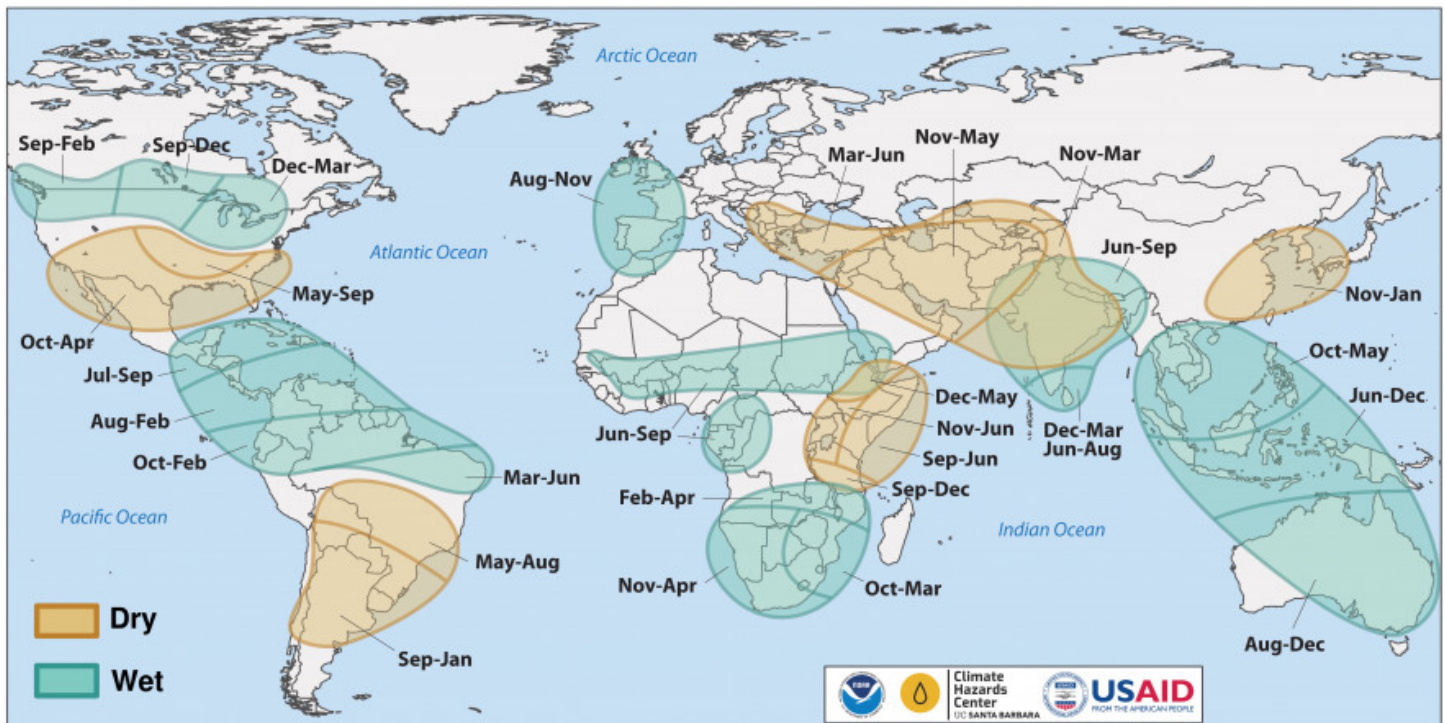 Arctic Ocean
Sep-Feb
Sep-Dec
Dec-Mar
Aug-Nov
Mar-Jun
Nov-May
Nov-Mar
Atlantic Ocean
Jun-Sep
May-Sep
Nov-Jan
Oct-Apr
Jul-Sep
Oct-May
Aug-Feb
Dec-May
Jun-Dec
Nov-Jun
Jun-Sep
Dec-Mar
Jun-Aug
Oct-Feb
Sep-Jun
Mar-Jun
Sep-Dec
Feb-Apr
Pacific Ocean
Indian Ocean
May-Aug
Nov-Apr
Oct-Mar
Dry
Aug-Dec
Sep-Jan
Wet
Climate
Hazards
Center
UC SANTA BARBARA
USAID
FROM THE AMERICAN PEOPLE